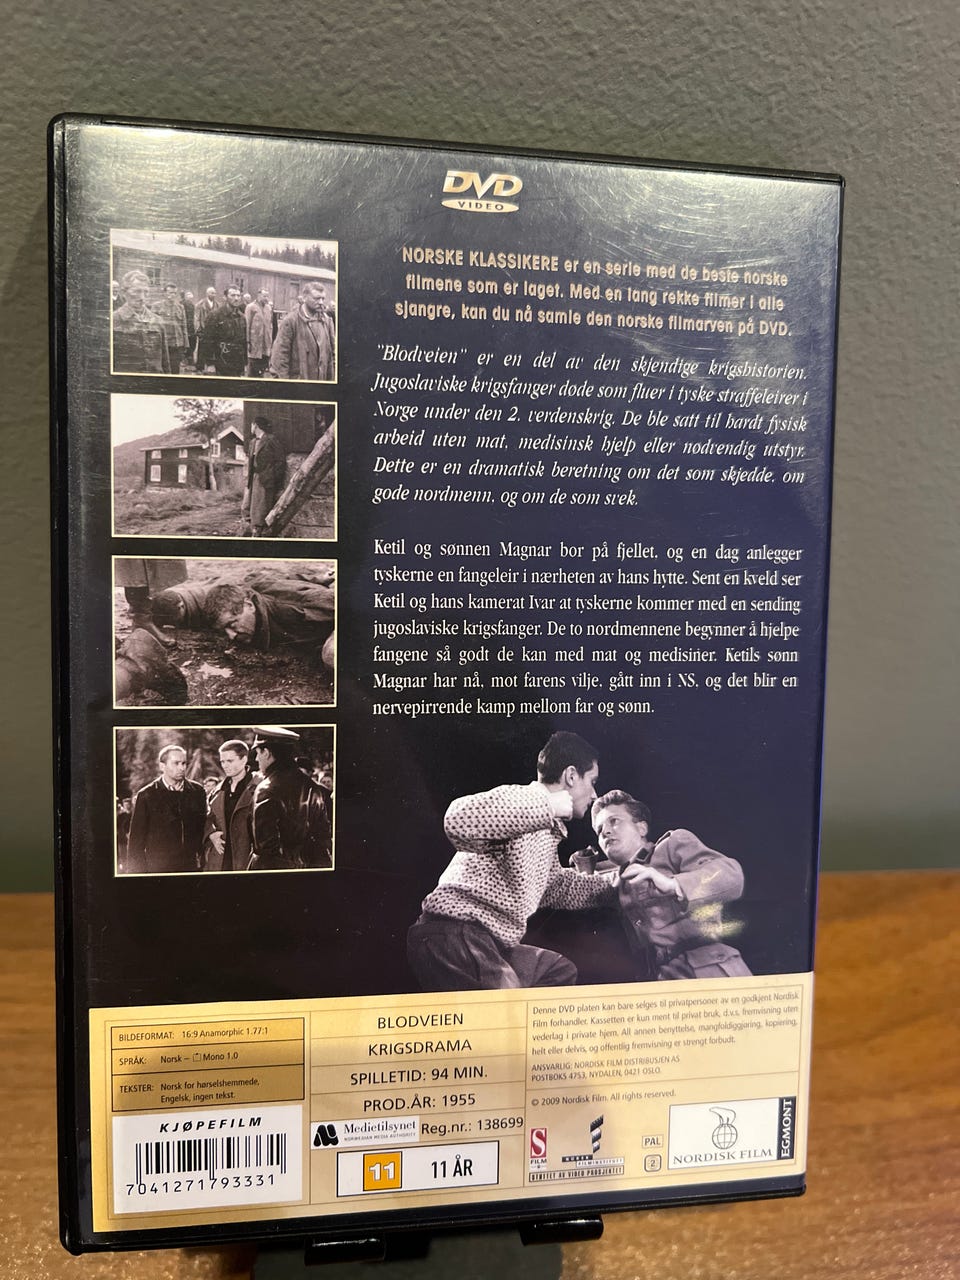 DVD
VIDEO
NORSKE KLASSIKERE er en serie med de beste norske
filmene som er laget. Med en lang rekke filmer i alle
sjangre, kan du nå samle den norske filmarven på DVD.
"Blodveien" er en del av den skjendige krigshistorien.
Jugoslaviske krigsfanger døde som fluer i tyske straffeleirer i
Norge under den 2. verdenskrig. De ble satt til hardt fysisk
arbeid uten mat, medisinsk hjelp eller nødvendig utstyr.
Dette er en dramatisk beretning om det som skjedde, om
gode nordmenn, og om de som svek.
Ketil og sønnen Magnar bor på fjellet, og en dag anlegger
tyskerne en fangeleir i nærheten av hans hytte. Sent en kveld ser
Ketil og hans kamerat Ivar at tyskerne kommer med en sending
jugoslaviske krigsfanger. De to nordmennene begynner å hjelpe
fangene så godt de kan med mat og medisiner. Ketils sønn
Magnar har nå, mot farens vilje, gått inn i NS, og det blir en
nervepirrende kamp mellom far og sønn.
BILDEFORMAT: 16:9 Anamorphic 1.77:1
SPRÅK: Norsk – Mono 1.0
TEKSTER: Norsk for hørselshemmede,
Engelsk, ingen tekst.
KJØPEFILM
7041271793331
BLODVEIEN
KRIGSDRAMA
SPILLETID: 94 MIN.
PROD.ÅR: 1955
Medietilsynet
NORWEGIAN MEDIA AUTHORITY
Reg.nr.: 138699
11
11 ÅR
Denne DVD platen kan bare selges til privatpersoner av en godkjent Nordisk
Film forhandler. Kassetten er kun ment til privat bruk, d.v.s. fremvisning uten
vederlag i private hjem. All annen benyttelse, mangfoldiggjøring, kopiering,
helt eller delvis, og offentlig fremvisning er strengt forbudt.
ANSVARLIG: NORDISK FILM DISTRIBUSJEN AS
POSTBOKS 4753, NYDALEN, 0421 OSLO.
© 2009 Nordisk Film. All rights reserved.
S
FILM
NORSK
FILMINSTITUTT
STØTTET AV VIDEO PROSJEKTET
PAL
2
NORDISK FILM
EGMONT